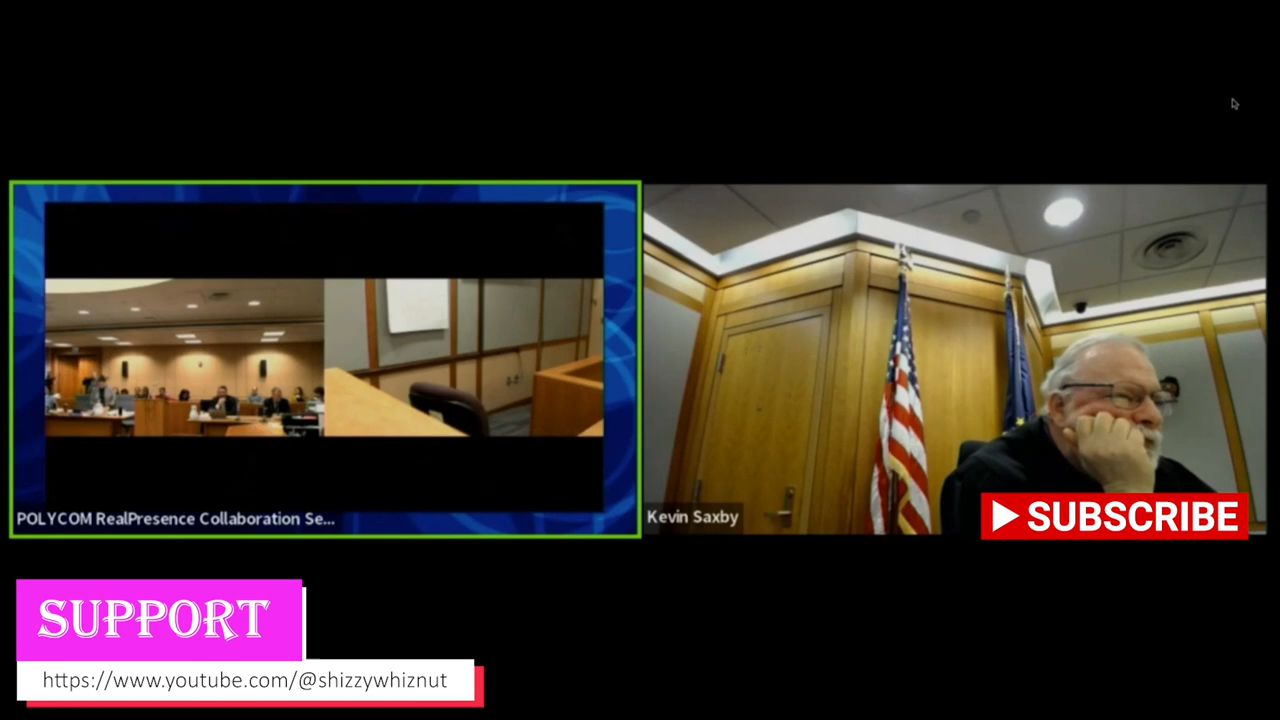 POLYCOM RealPresence Collaboration Se...
Kevin Saxby
SUBSCRIBE
SUPPORT
https://www.youtube.com/@shizzywhiznut